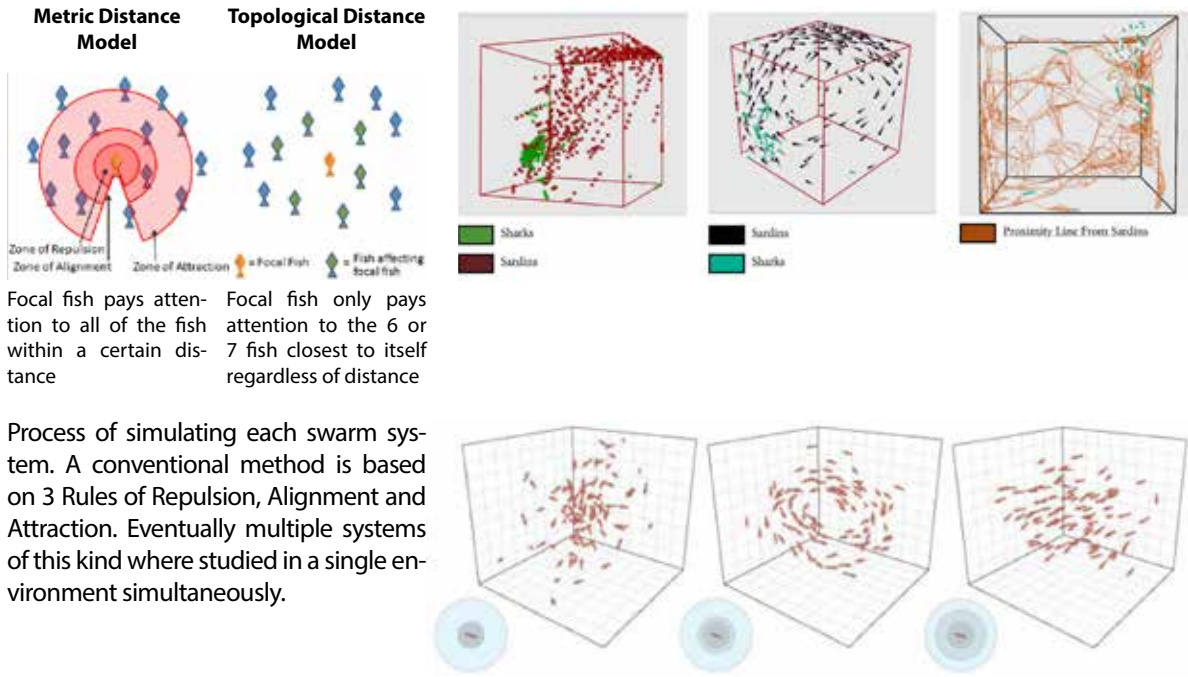 Metric Distance
Model
Topological Distance
Model
Zone of Repulsion
Zone of Alignment
Zone of Attraction
= Focal Fish
= Fish affecting
focal fish
Focal fish pays atten-
tion to all of the fish
within a certain dis-
tance
Focal fish only pays
attention to the 6 or
7 fish closest to itself
regardless of distance
Sharks
Sardins
Sardins
Sharks
Proximity Line From Sardins
Process of simulating each swarm sys-
tem. A conventional method is based
on 3 Rules of Repulsion, Alignment and
Attraction. Eventually multiple systems
of this kind where studied in a single en-
vironment simultaneously.